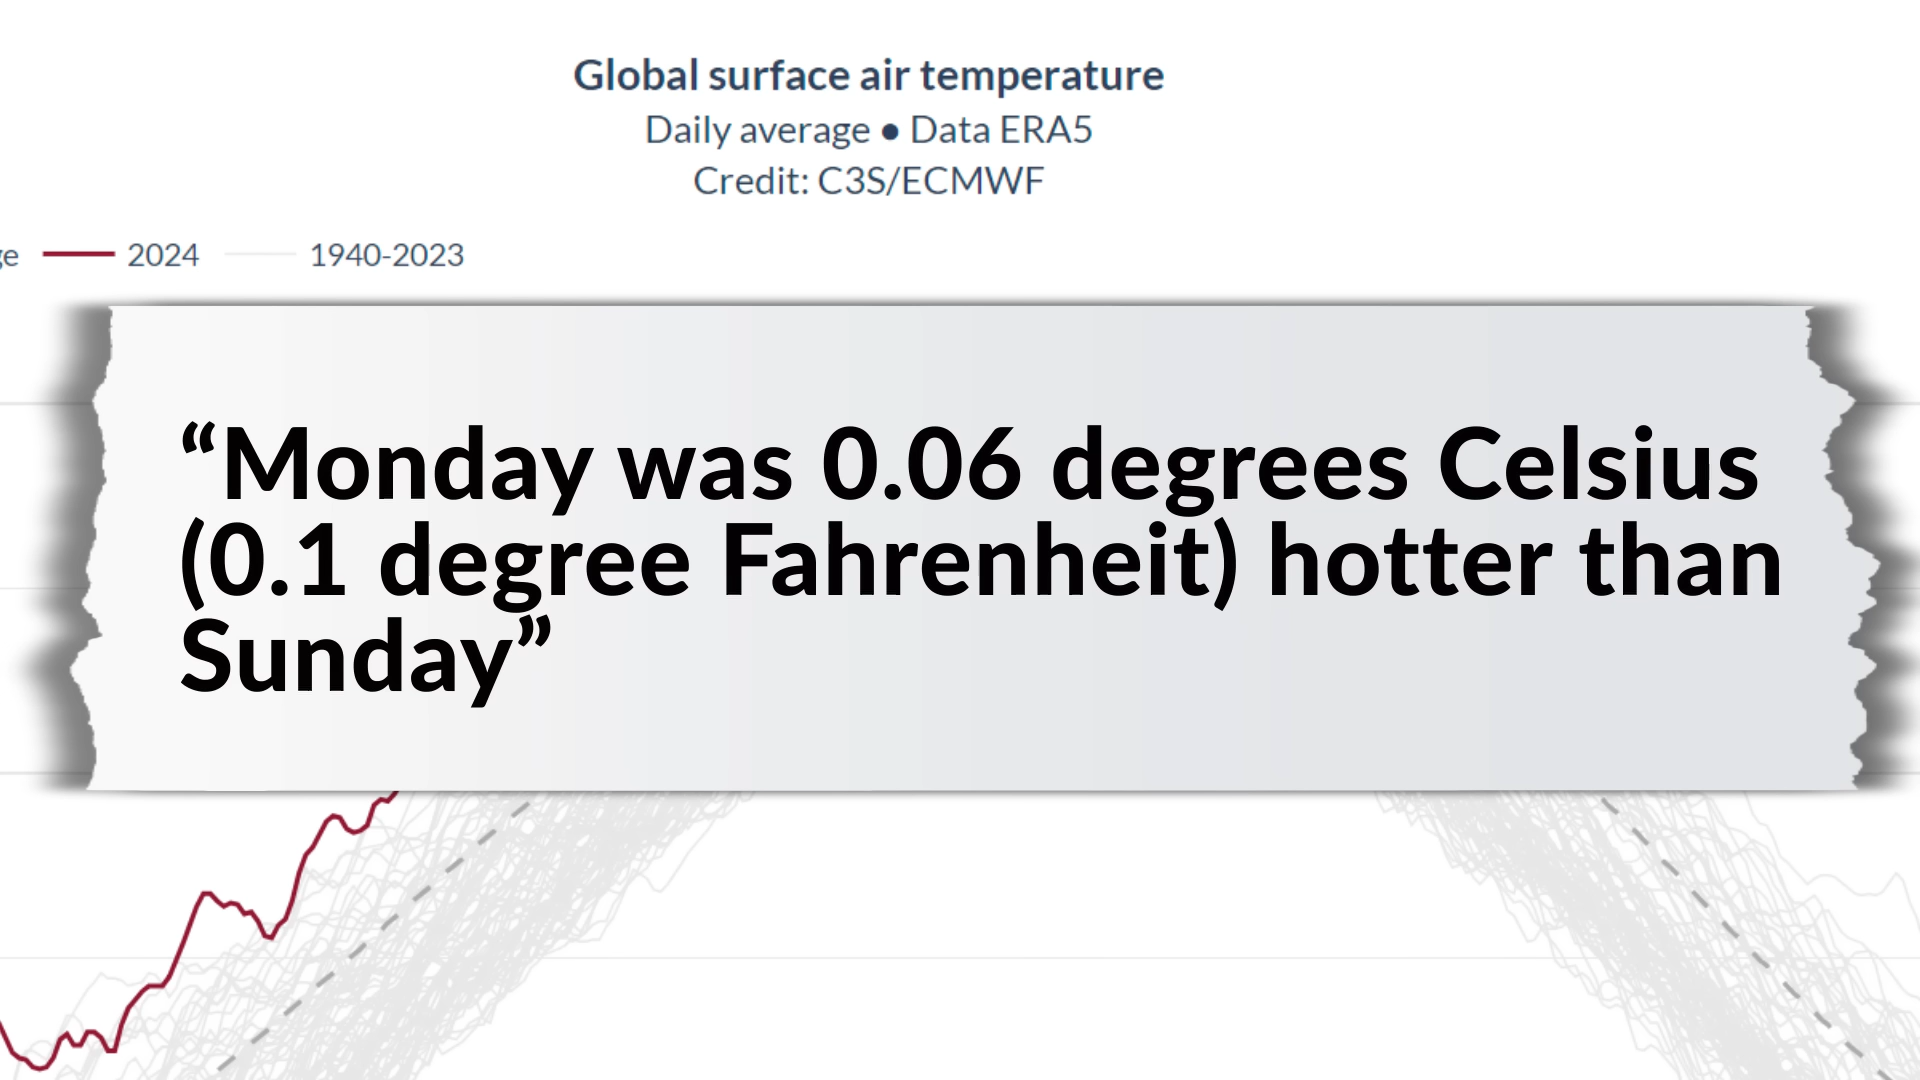 Global surface air temperature
Daily average ● Data ERA5
Credit: C3S/ECMWF
ge 2024 1940-2023
“Monday was 0.06 degrees Celsius
(0.1 degree Fahrenheit) hotter than
Sunday”